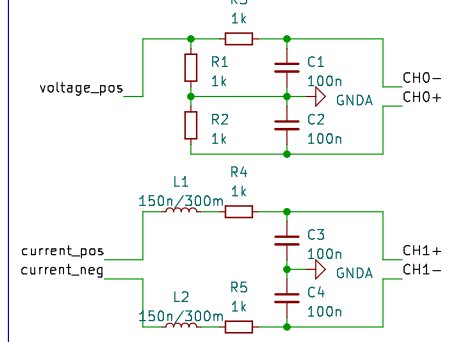 1k
R1
1k
C1
100n
voltage_pos
GNDA
CH0-
CH0+
R2
1k
C2
100n
L1
150n/300m
R4
1k
current_pos
current_neg
C3
100n
GNDA
CH1+
CH1-
L2
150n/300m
R5
1k
C4
100n